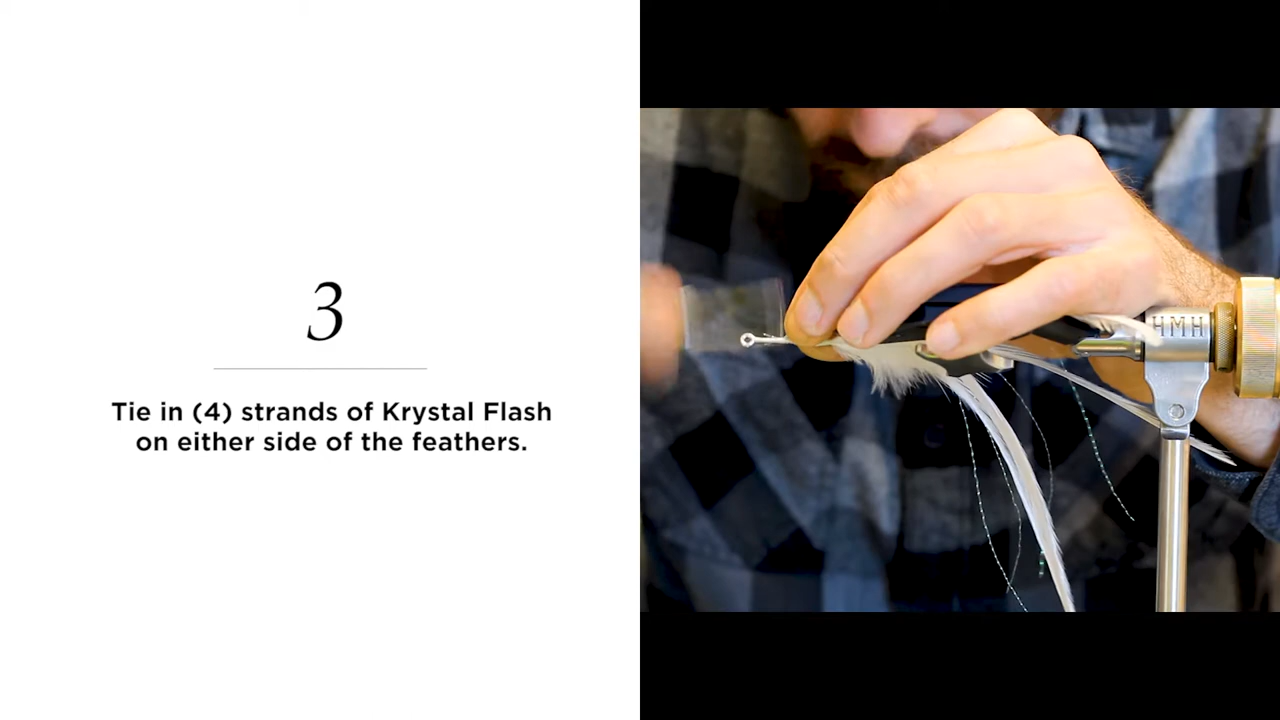 3
Tie in (4) strands of Krystal Flash
on either side of the feathers.
HMH